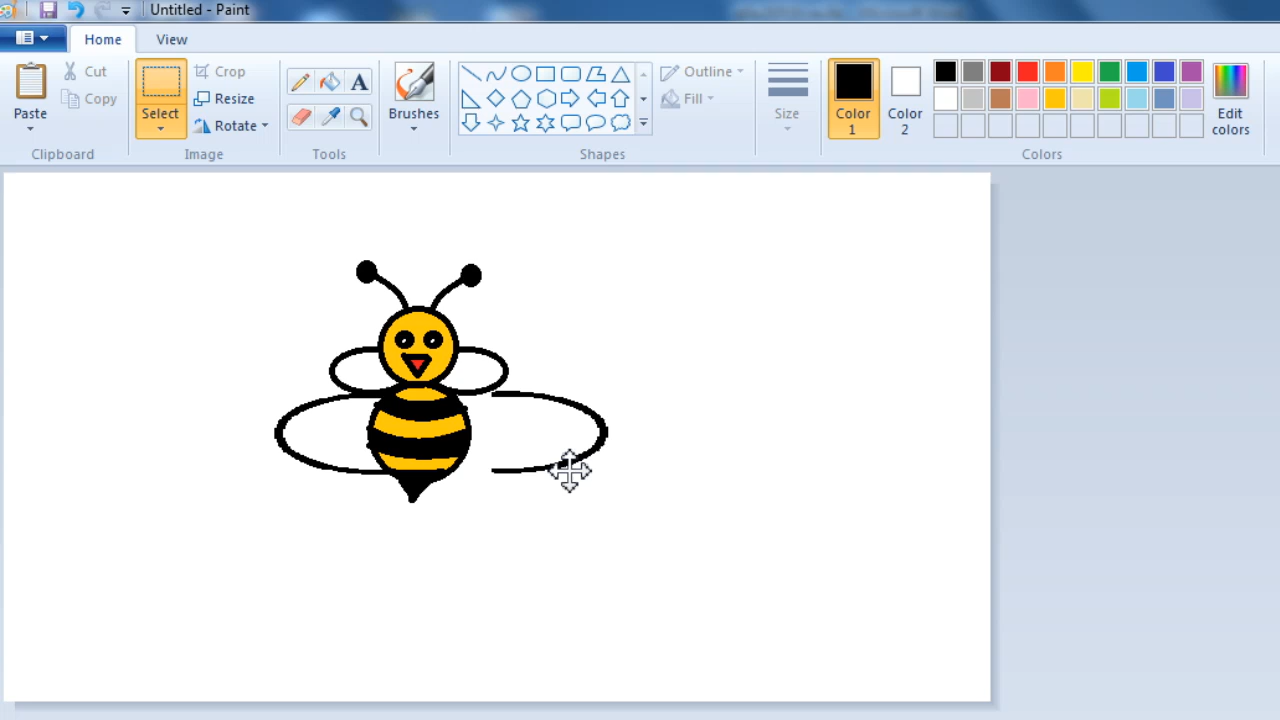 Untitled - Paint
Home View
Cut
Copy
Paste
Clipboard
Select
Crop
Resize
Rotate
Image
A
Tools
Brushes
Shapes
Outline
Fill
Size
Color 1
Color 2
Edit colors
Colors